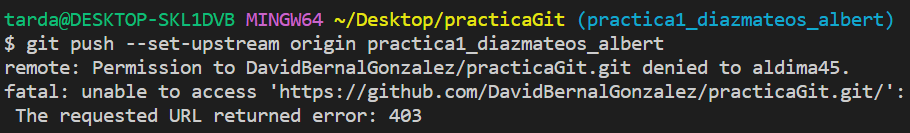 tarda@DESKTOP-SKL1DVB MINGW64 ~/Desktop/practicaGit (practica1_diazmateos_albert)
$ git push --set-upstream origin practica1_diazmateos_albert
remote: Permission to DavidBernalGonzalez/practicaGit.git denied to aldima45.
fatal: unable to access 'https://github.com/DavidBernalGonzalez/practicaGit.git/':
 The requested URL returned error: 403